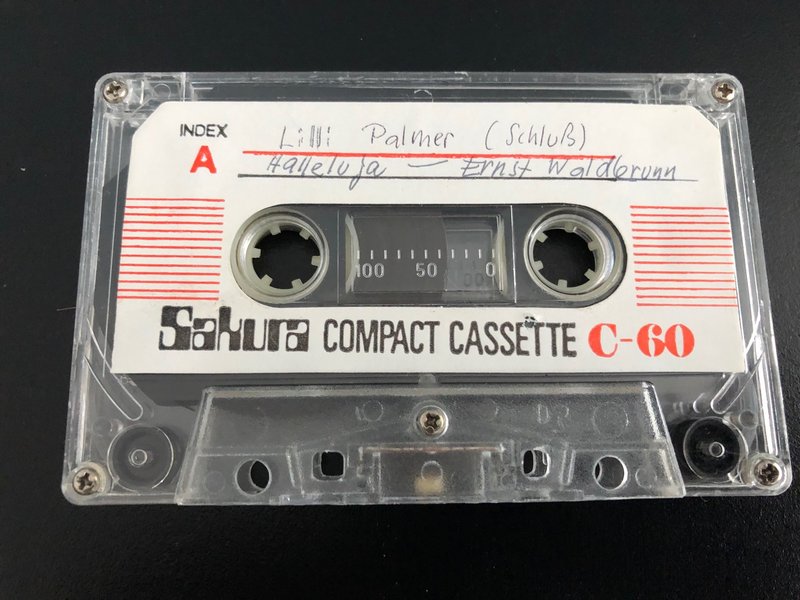 INDEX
A
Lilli Palmer (Schluß)
Halleluja — Ernst Waldbrunn
100 50 0
Sakura COMPACT CASSETTE C-60